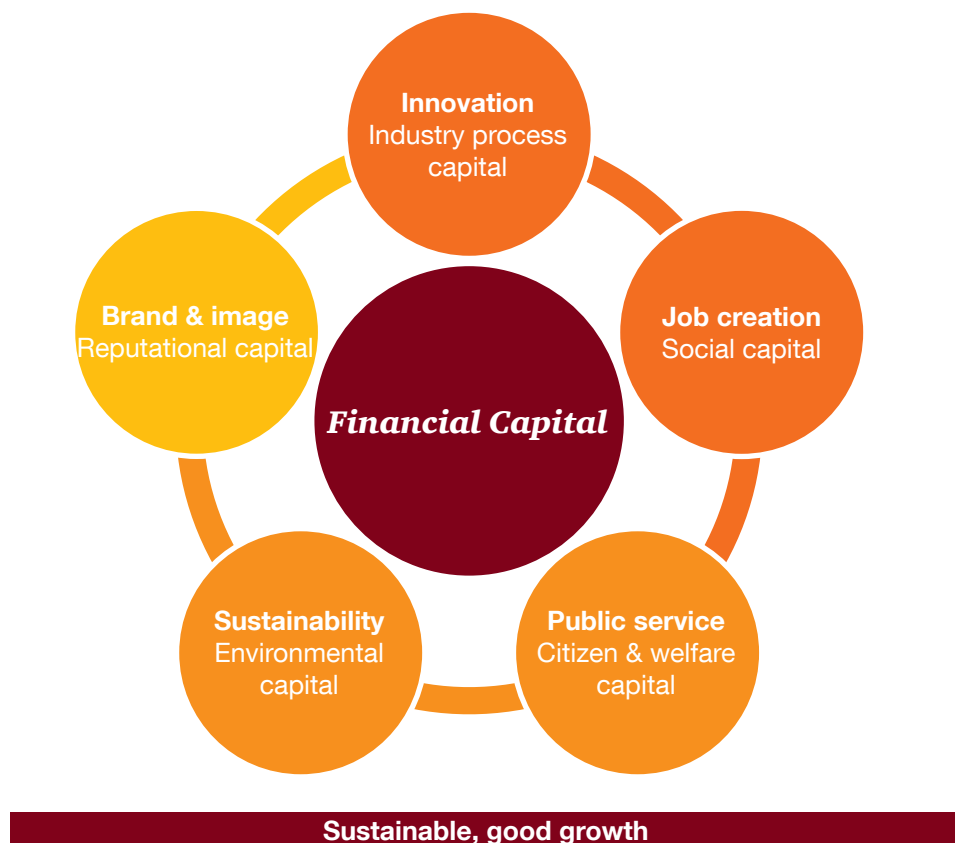 Innovation
Industry process
capital
Brand & image
Reputational capital
Job creation
Social capital
Financial Capital
Sustainability
Environmental
capital
Public service
Citizen & welfare
capital
Sustainable, good growth